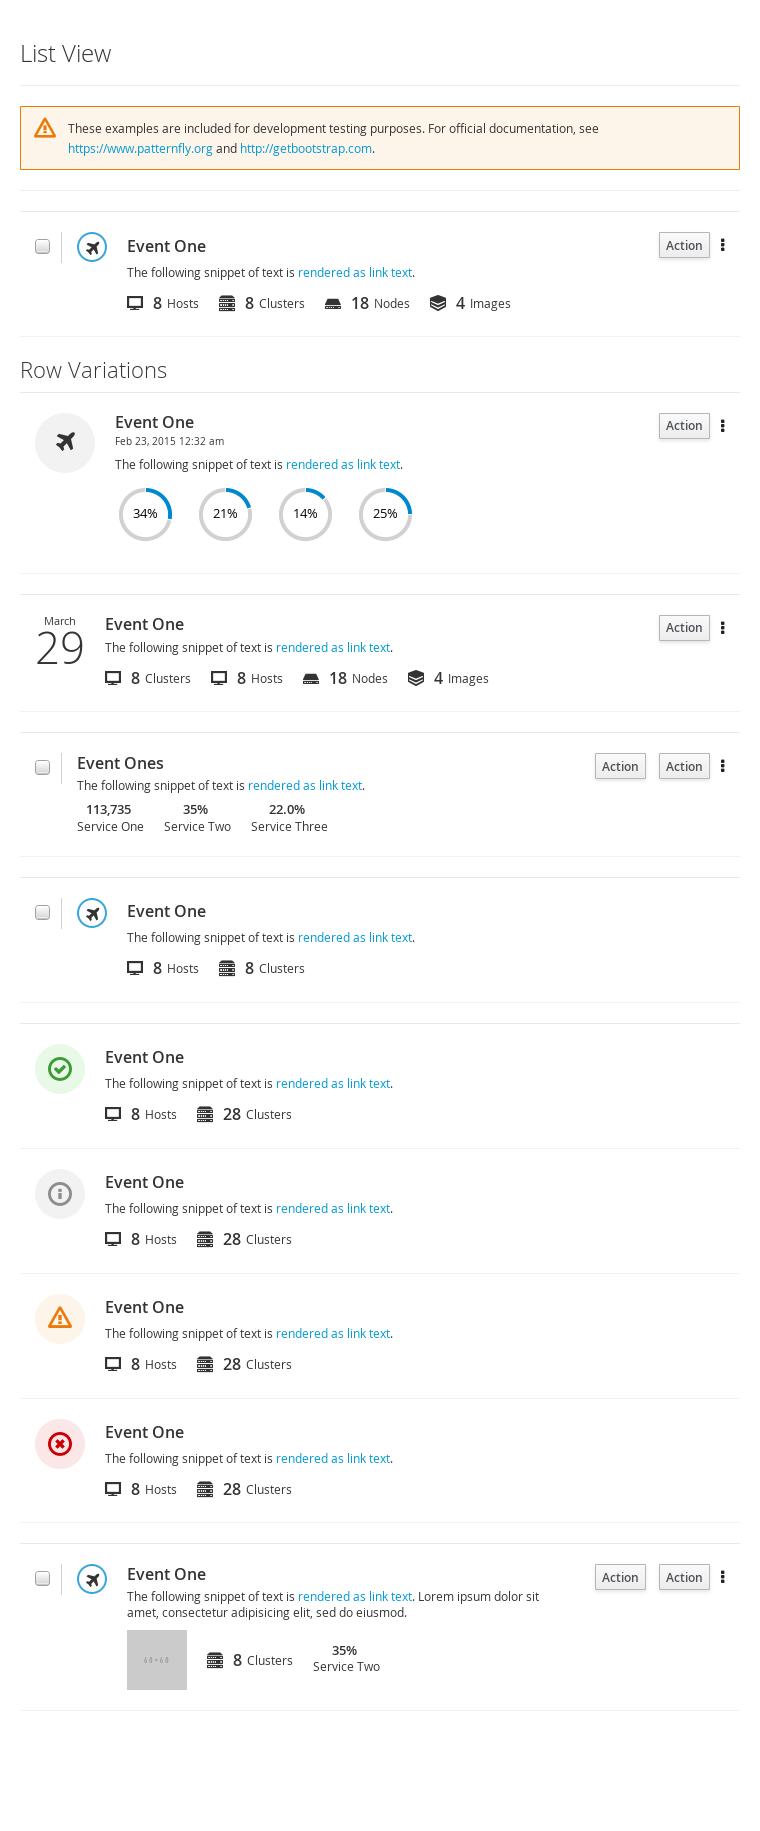 List View
These examples are included for development testing purposes. For official documentation, see
https://www.patternfly.org and http://getbootstrap.com.
Event One
Action
The following snippet of text is rendered as link text.
8 Hosts 8 Clusters 18 Nodes 4 Images
Row Variations
Event One
Action
Feb 23, 2015 12:32 am
The following snippet of text is rendered as link text.
34% 21% 14% 25%
March
29
Event One
Action
The following snippet of text is rendered as link text.
8 Clusters 8 Hosts 18 Nodes 4 Images
Event Ones
Action Action
The following snippet of text is rendered as link text.
113,735 35% 22.0%
Service One Service Two Service Three
Event One
The following snippet of text is rendered as link text.
8 Hosts 8 Clusters
Event One
The following snippet of text is rendered as link text.
8 Hosts 28 Clusters
Event One
The following snippet of text is rendered as link text.
8 Hosts 28 Clusters
Event One
The following snippet of text is rendered as link text.
8 Hosts 28 Clusters
Event One
The following snippet of text is rendered as link text.
8 Hosts 28 Clusters
Event One
Action Action
The following snippet of text is rendered as link text. Lorem ipsum dolor sit
amet, consectetur adipisicing elit, sed do eiusmod.
60×60
8 Clusters
35%
Service Two